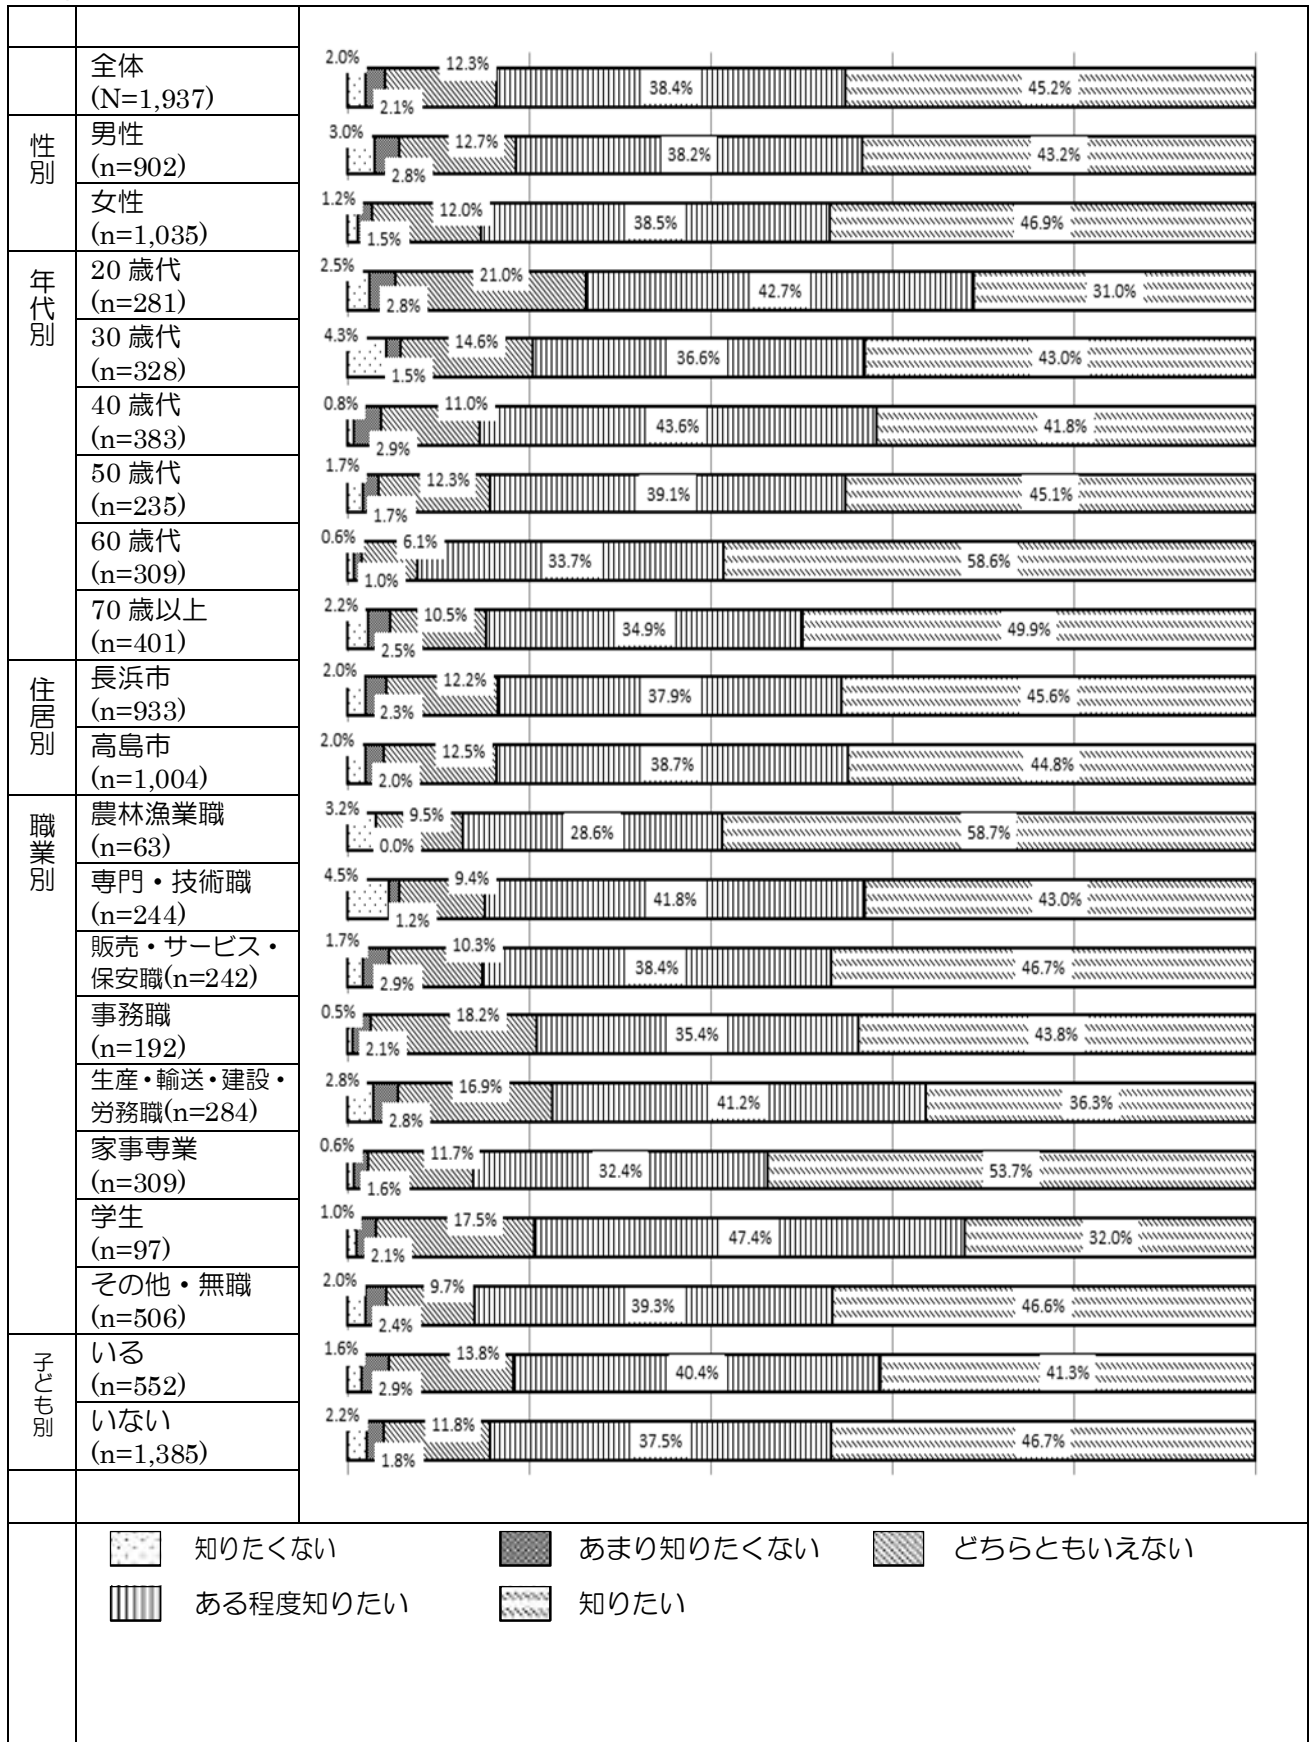 全体
(N=1,937)
2.0%
2.1%
12.3%
38.4%
45.2%
性別
男性
(n=902)
3.0%
2.8%
12.7%
38.2%
43.2%
女性
(n=1,035)
1.2%
1.5%
12.0%
38.5%
46.9%
年代別
20 歳代
(n=281)
2.5%
2.8%
21.0%
42.7%
31.0%
30 歳代
(n=328)
4.3%
1.5%
14.6%
36.6%
43.0%
40 歳代
(n=383)
0.8%
2.9%
11.0%
43.6%
41.8%
50 歳代
(n=235)
1.7%
1.7%
12.3%
39.1%
45.1%
60 歳代
(n=309)
0.6%
1.0%
6.1%
33.7%
58.6%
70 歳以上
(n=401)
2.2%
2.5%
10.5%
34.9%
49.9%
住居別
長浜市
(n=933)
2.0%
2.3%
12.2%
37.9%
45.6%
高島市
(n=1,004)
2.0%
2.0%
12.5%
38.7%
44.8%
職業別
農林漁業職
(n=63)
3.2%
0.0%
9.5%
28.6%
58.7%
専門・技術職
(n=244)
4.5%
1.2%
9.4%
41.8%
43.0%
販売・サービス・
保安職(n=242)
1.7%
2.9%
10.3%
38.4%
46.7%
事務職
(n=192)
0.5%
2.1%
18.2%
35.4%
43.8%
生産・輸送・建設・
労務職(n=284)
2.8%
2.8%
16.9%
41.2%
36.3%
家事専業
(n=309)
0.6%
1.6%
11.7%
32.4%
53.7%
学生
(n=97)
1.0%
2.1%
17.5%
47.4%
32.0%
その他・無職
(n=506)
2.0%
2.4%
9.7%
39.3%
46.6%
子ども別
いる
(n=552)
1.6%
2.9%
13.8%
40.4%
41.3%
いない
(n=1,385)
2.2%
1.8%
11.8%
37.5%
46.7%
知りたくない
あまり知りたくない
どちらともいえない
ある程度知りたい
知りたい